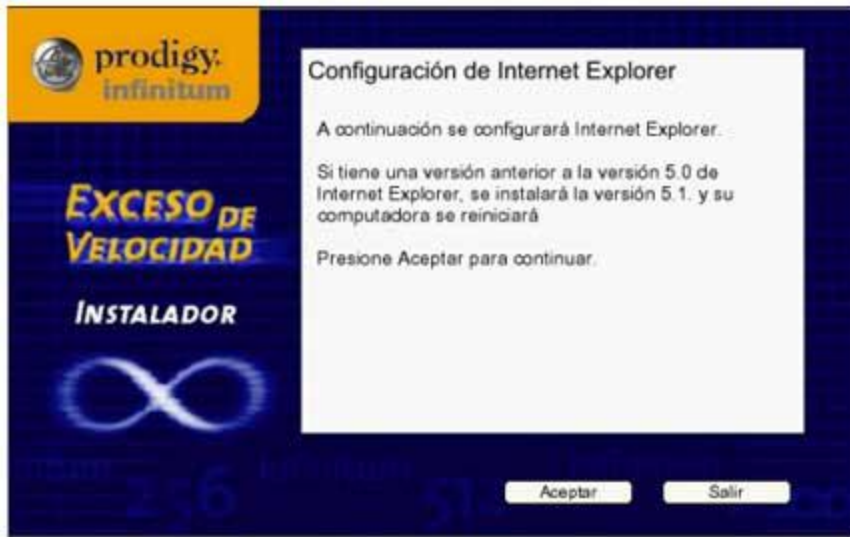 prodigy.
infinitum
Configuración de Internet Explorer
A continuación se configurará Internet Explorer.
Si tiene una versión anterior a la versión 5.0 de
Internet Explorer, se instalará la versión 5.1. y su
computadora se reiniciará
Presione Aceptar para continuar.
EXCESO DE
VELOCIDAD
INSTALADOR
256
Aceptar
Salir